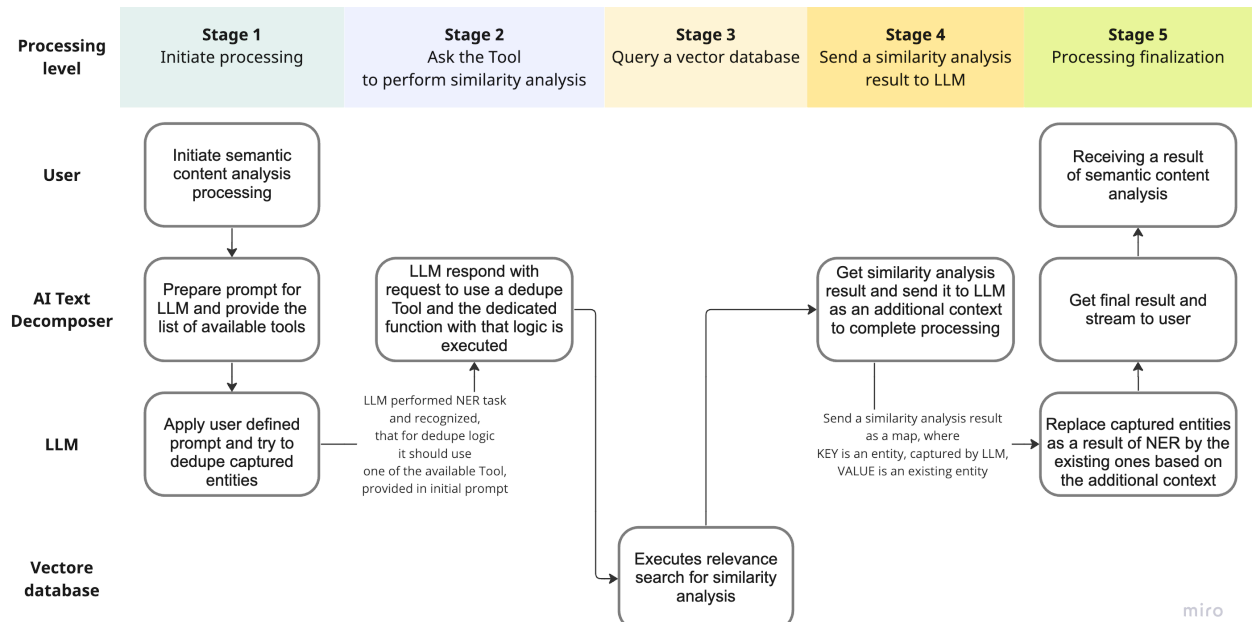 Processing
level
Stage 1
Initiate processing
Stage 2
Ask the Tool
to perform similarity analysis
Stage 3
Query a vector database
Stage 4
Send a similarity analysis
result to LLM
Stage 5
Processing finalization
User
Initiate semantic
content analysis
processing
Receiving a result
of semantic content
analysis
AI Text
Decomposer
Prepare prompt for
LLM and provide the
list of available tools
LLM respond with
request to use a dedupe
Tool and the dedicated
function with that logic is
executed
Get similarity analysis
result and send it to LLM
as an additional context
to complete processing
Get final result and
stream to user
LLM
Apply user defined
prompt and try to
dedupe captured
entities
LLM performed NER task
and recognized,
that for dedupe logic
it should use
one of the available Tool,
provided in initial prompt
Send a similarity analysis result
as a map, where
KEY is an entity, captured by LLM,
VALUE is an existing entity
Replace captured entities
as a result of NER by the
existing ones based on
the additional context
Vectore
database
Executes relevance
search for similarity
analysis
miro